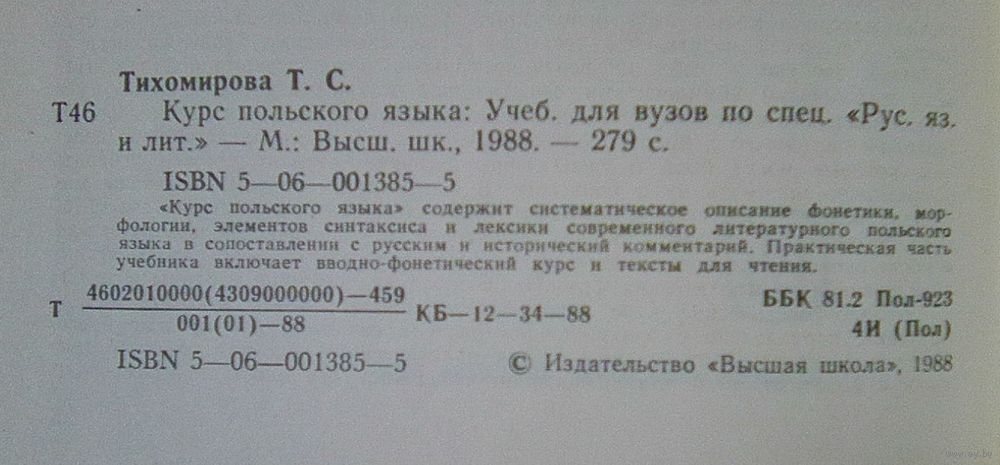 Тихомирова Т. С.
Т46 Курс польского языка: Учеб. для вузов по спец. «Рус. яз.
и лит.» — М.: Высш. шк., 1988. — 279 с.
ISBN 5—06—001385—5
«Курс польского языка» содержит систематическое описание фонетики, мор-
фологии, элементов синтаксиса и лексики современного литературного польского
языка в сопоставлении с русским и исторический комментарий. Практическая часть
учебника включает вводно-фонетический курс и тексты для чтения.
Т 4602010000(4309000000)—459
001(01)—88
КБ—12—34—88
ББК 81.2 Пол-923
4И (Пол)
ISBN 5—06—001385—5
© Издательство «Высшая школа», 1988
www.ay.by